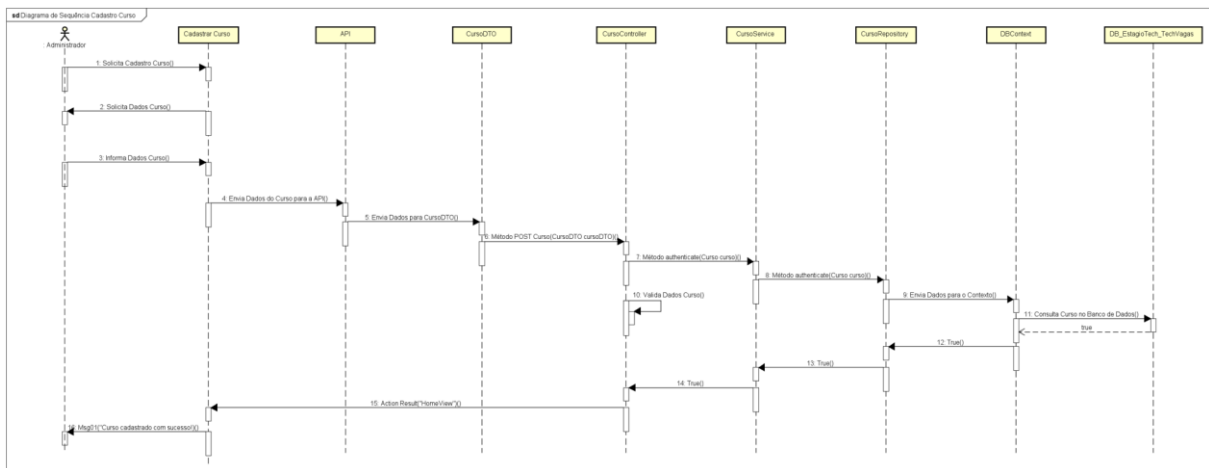 sd Diagrama de Sequência Cadastro Curso
Administrador
Cadastrar Curso
API
CursoDTO
CursoController
CursoService
CursoRepository
DBContext
DB_EstagioTech_TechVagas
1: Solicita Cadastro Curso()
2: Solicita Dados Curso()
3: Informa Dados Curso()
4: Envia Dados do Curso para a API()
5: Envia Dados para CursoDTO()
6: Método POST Curso(CursoDTO cursoDTO)()
7: Método authenticate(Curso curso)()
8: Método authenticate(Curso curso)()
10: Valida Dados Curso()
9: Envia Dados para o Contexto()
11: Consulta Curso no Banco de Dados()
true
12: True()
13: True()
14: True()
15: Action Result("HomeView")()
16: Msg01("Curso cadastrado com sucesso!)()